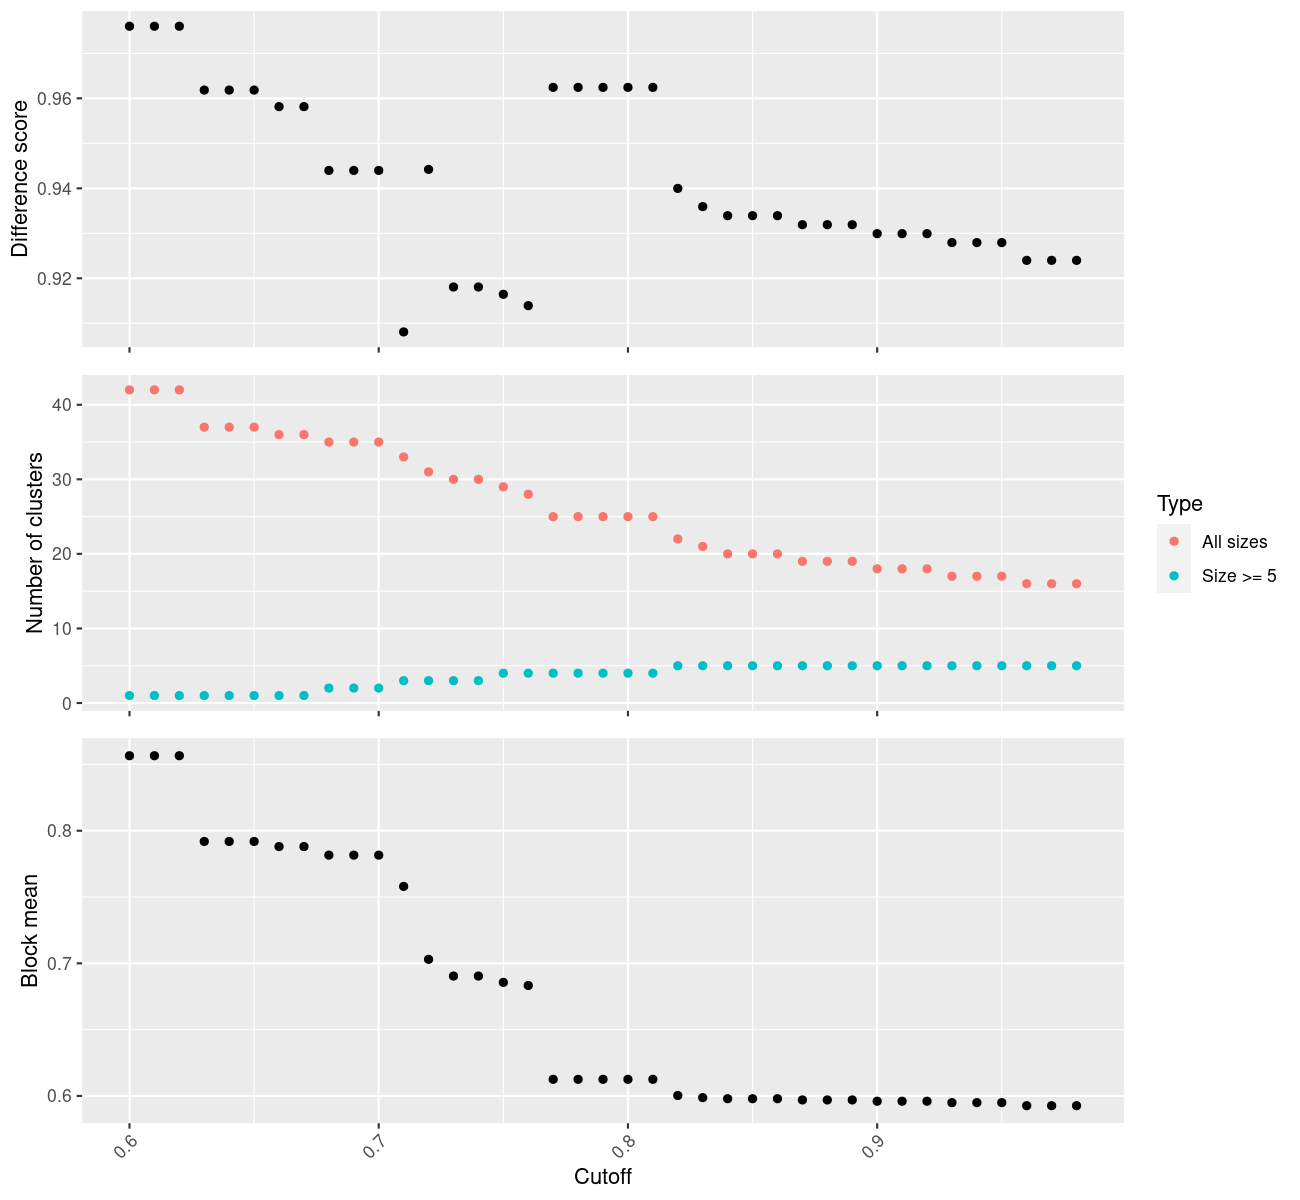 Difference score
0.96
0.94
0.92
Number of clusters
40
30
20
10
0
Type
All sizes
Size >= 5
Block mean
0.8
0.7
0.6
0.6
0.7
0.8
0.9
Cutoff